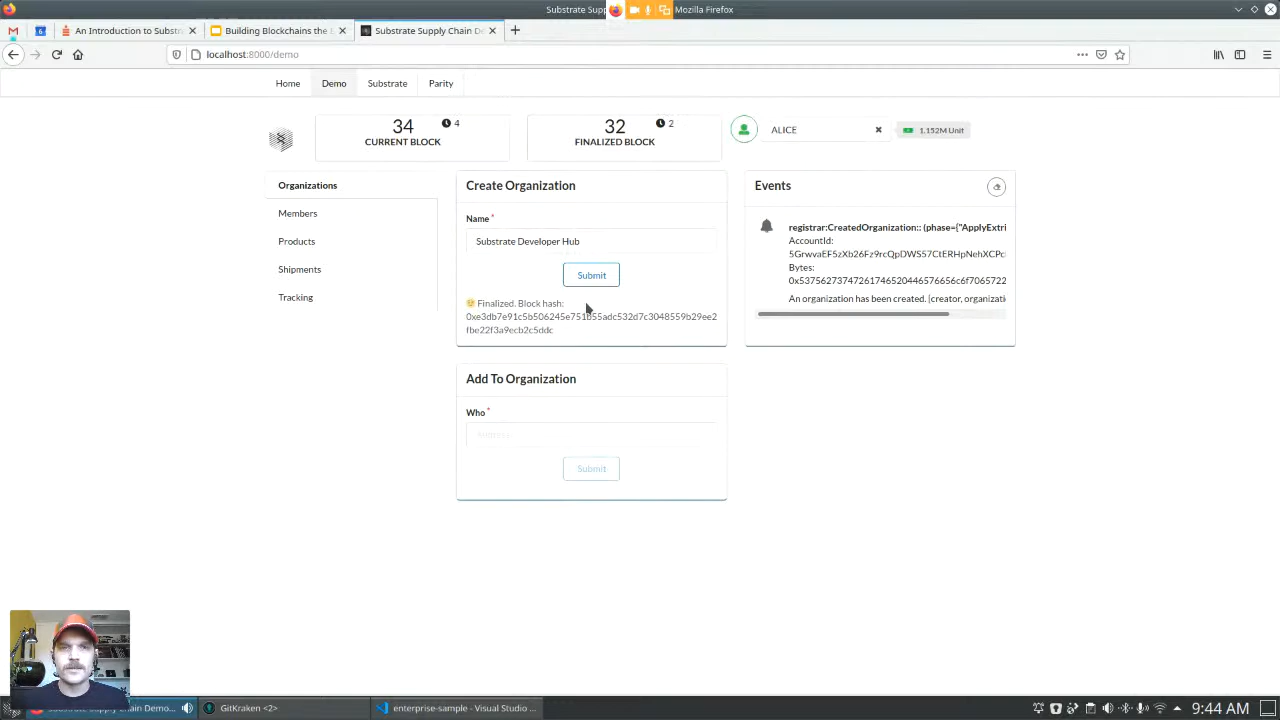 Substrate Supp
Mozilla Firefox
An Introduction to Substr
Building Blockchains the E
Substrate Supply Chain De
localhost:8000/demo
Home
Demo
Substrate
Parity
34
4
CURRENT BLOCK
32
2
FINALIZED BLOCK
ALICE
1.152M Unit
Organizations
Members
Products
Shipments
Tracking
Create Organization
Name *
Substrate Developer Hub
Submit
Finalized. Block hash:
fbe22f3a9ecb2c5ddc
Add To Organization
Who *
Address
Submit
Events
registrar:CreatedOrganization:: (phase={"ApplyExtri
AccountId:
5GrwvaEF5zXb26Fz9rcQpDWS57CtERHpNehXCPc
Bytes:
0x537562737472617465204465766656c6f7065722
An organization has been created. [creator, organizati
Substrate Supply Chain Demo...
GitKraken <2>
enterprise-sample - Visual Studio ...
9:44 AM